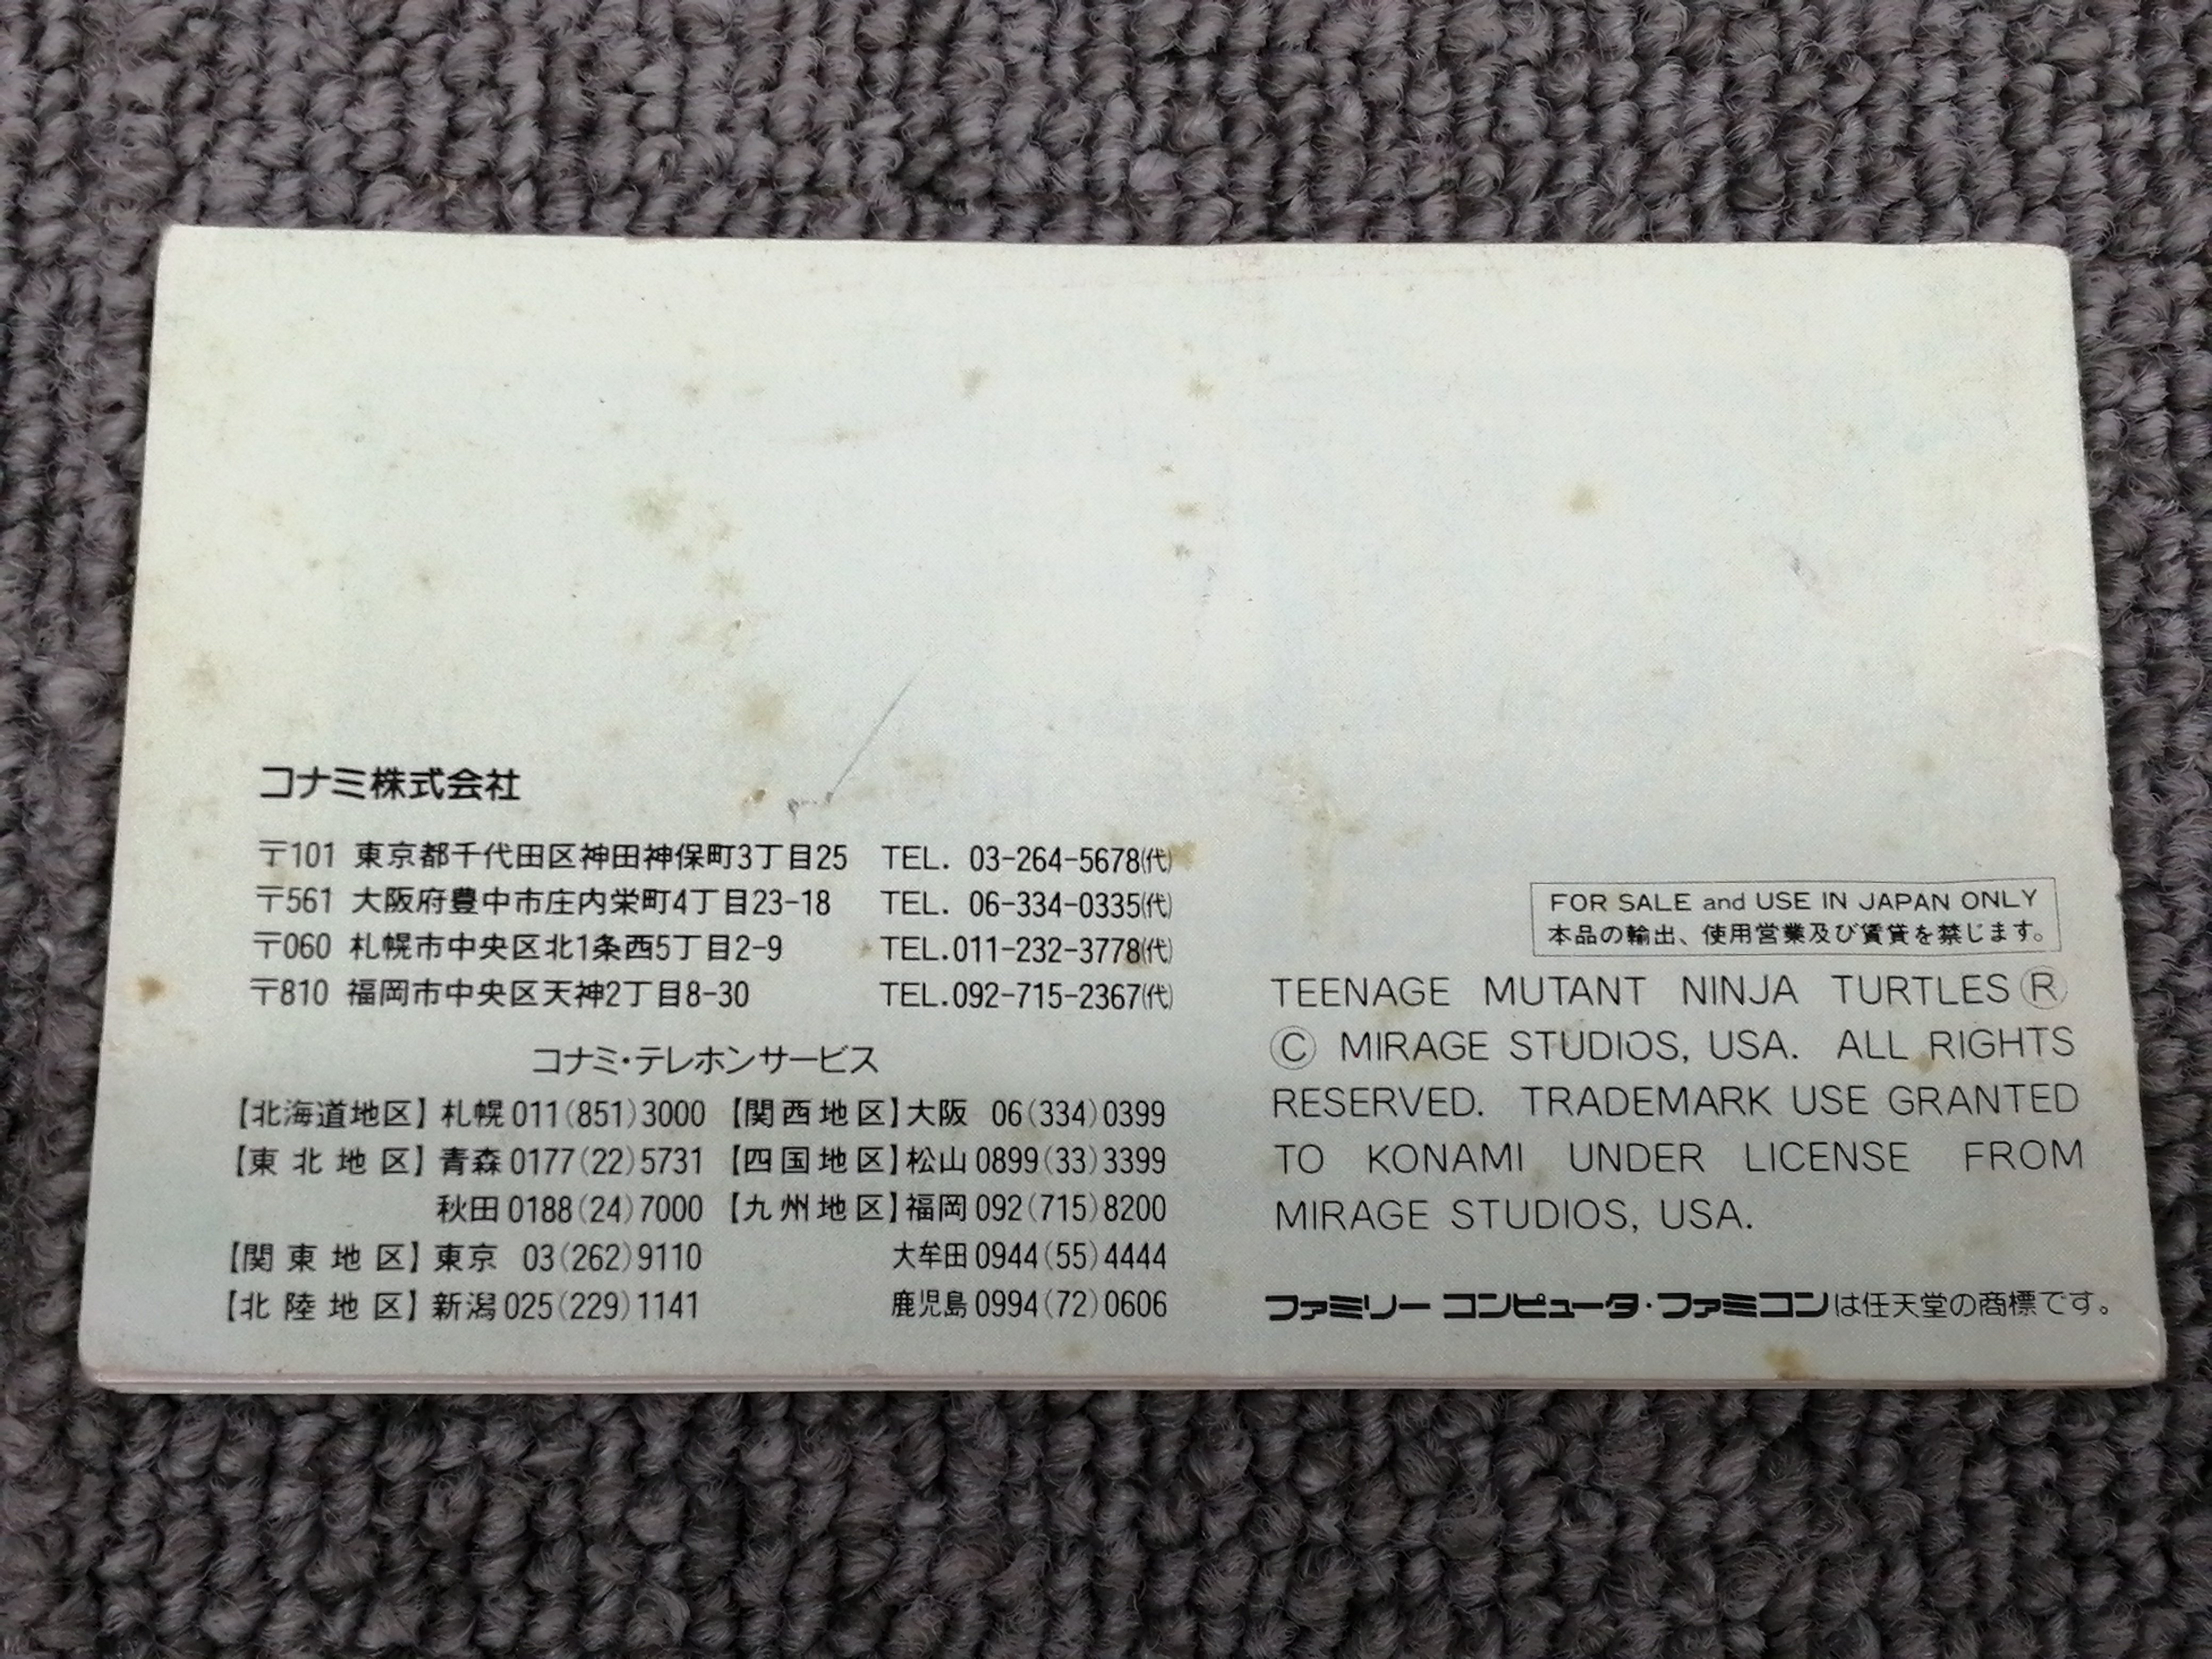 コナミ株式会社
〒101 東京都千代田区神田神保町3丁目25 TEL. 03-264-5678㈹
〒561 大阪府豊中市庄内栄町4丁目23-18 TEL. 06-334-0335㈹
〒060 札幌市中央区北1条西5丁目2-9 TEL.011-232-3778㈹
〒810 福岡市中央区天神2丁目8-30 TEL.092-715-2367㈹
コナミ・テレホンサービス
【北海道地区】札幌 011(851)3000 【関西地区】大阪 06(334)0399
【東北地区】青森 0177(22)5731 【四国地区】松山 0899(33)3399
秋田 0188(24)7000 【九州地区】福岡 092(715)8200
【関東地区】東京 03(262)9110 大牟田 0944(55)4444
【北陸地区】新潟 025(229)1141 鹿児島 0994(72)0606
FOR SALE and USE IN JAPAN ONLY
本品の輸出、使用営業及び賃貸を禁じます。
TEENAGE MUTANT NINJA TURTLES Ⓡ
Ⓒ MIRAGE STUDIOS, USA. ALL RIGHTS
RESERVED. TRADEMARK USE GRANTED
TO KONAMI UNDER LICENSE FROM
MIRAGE STUDIOS, USA.
ファミリー コンピュータ・ファミコンは任天堂の商標です。